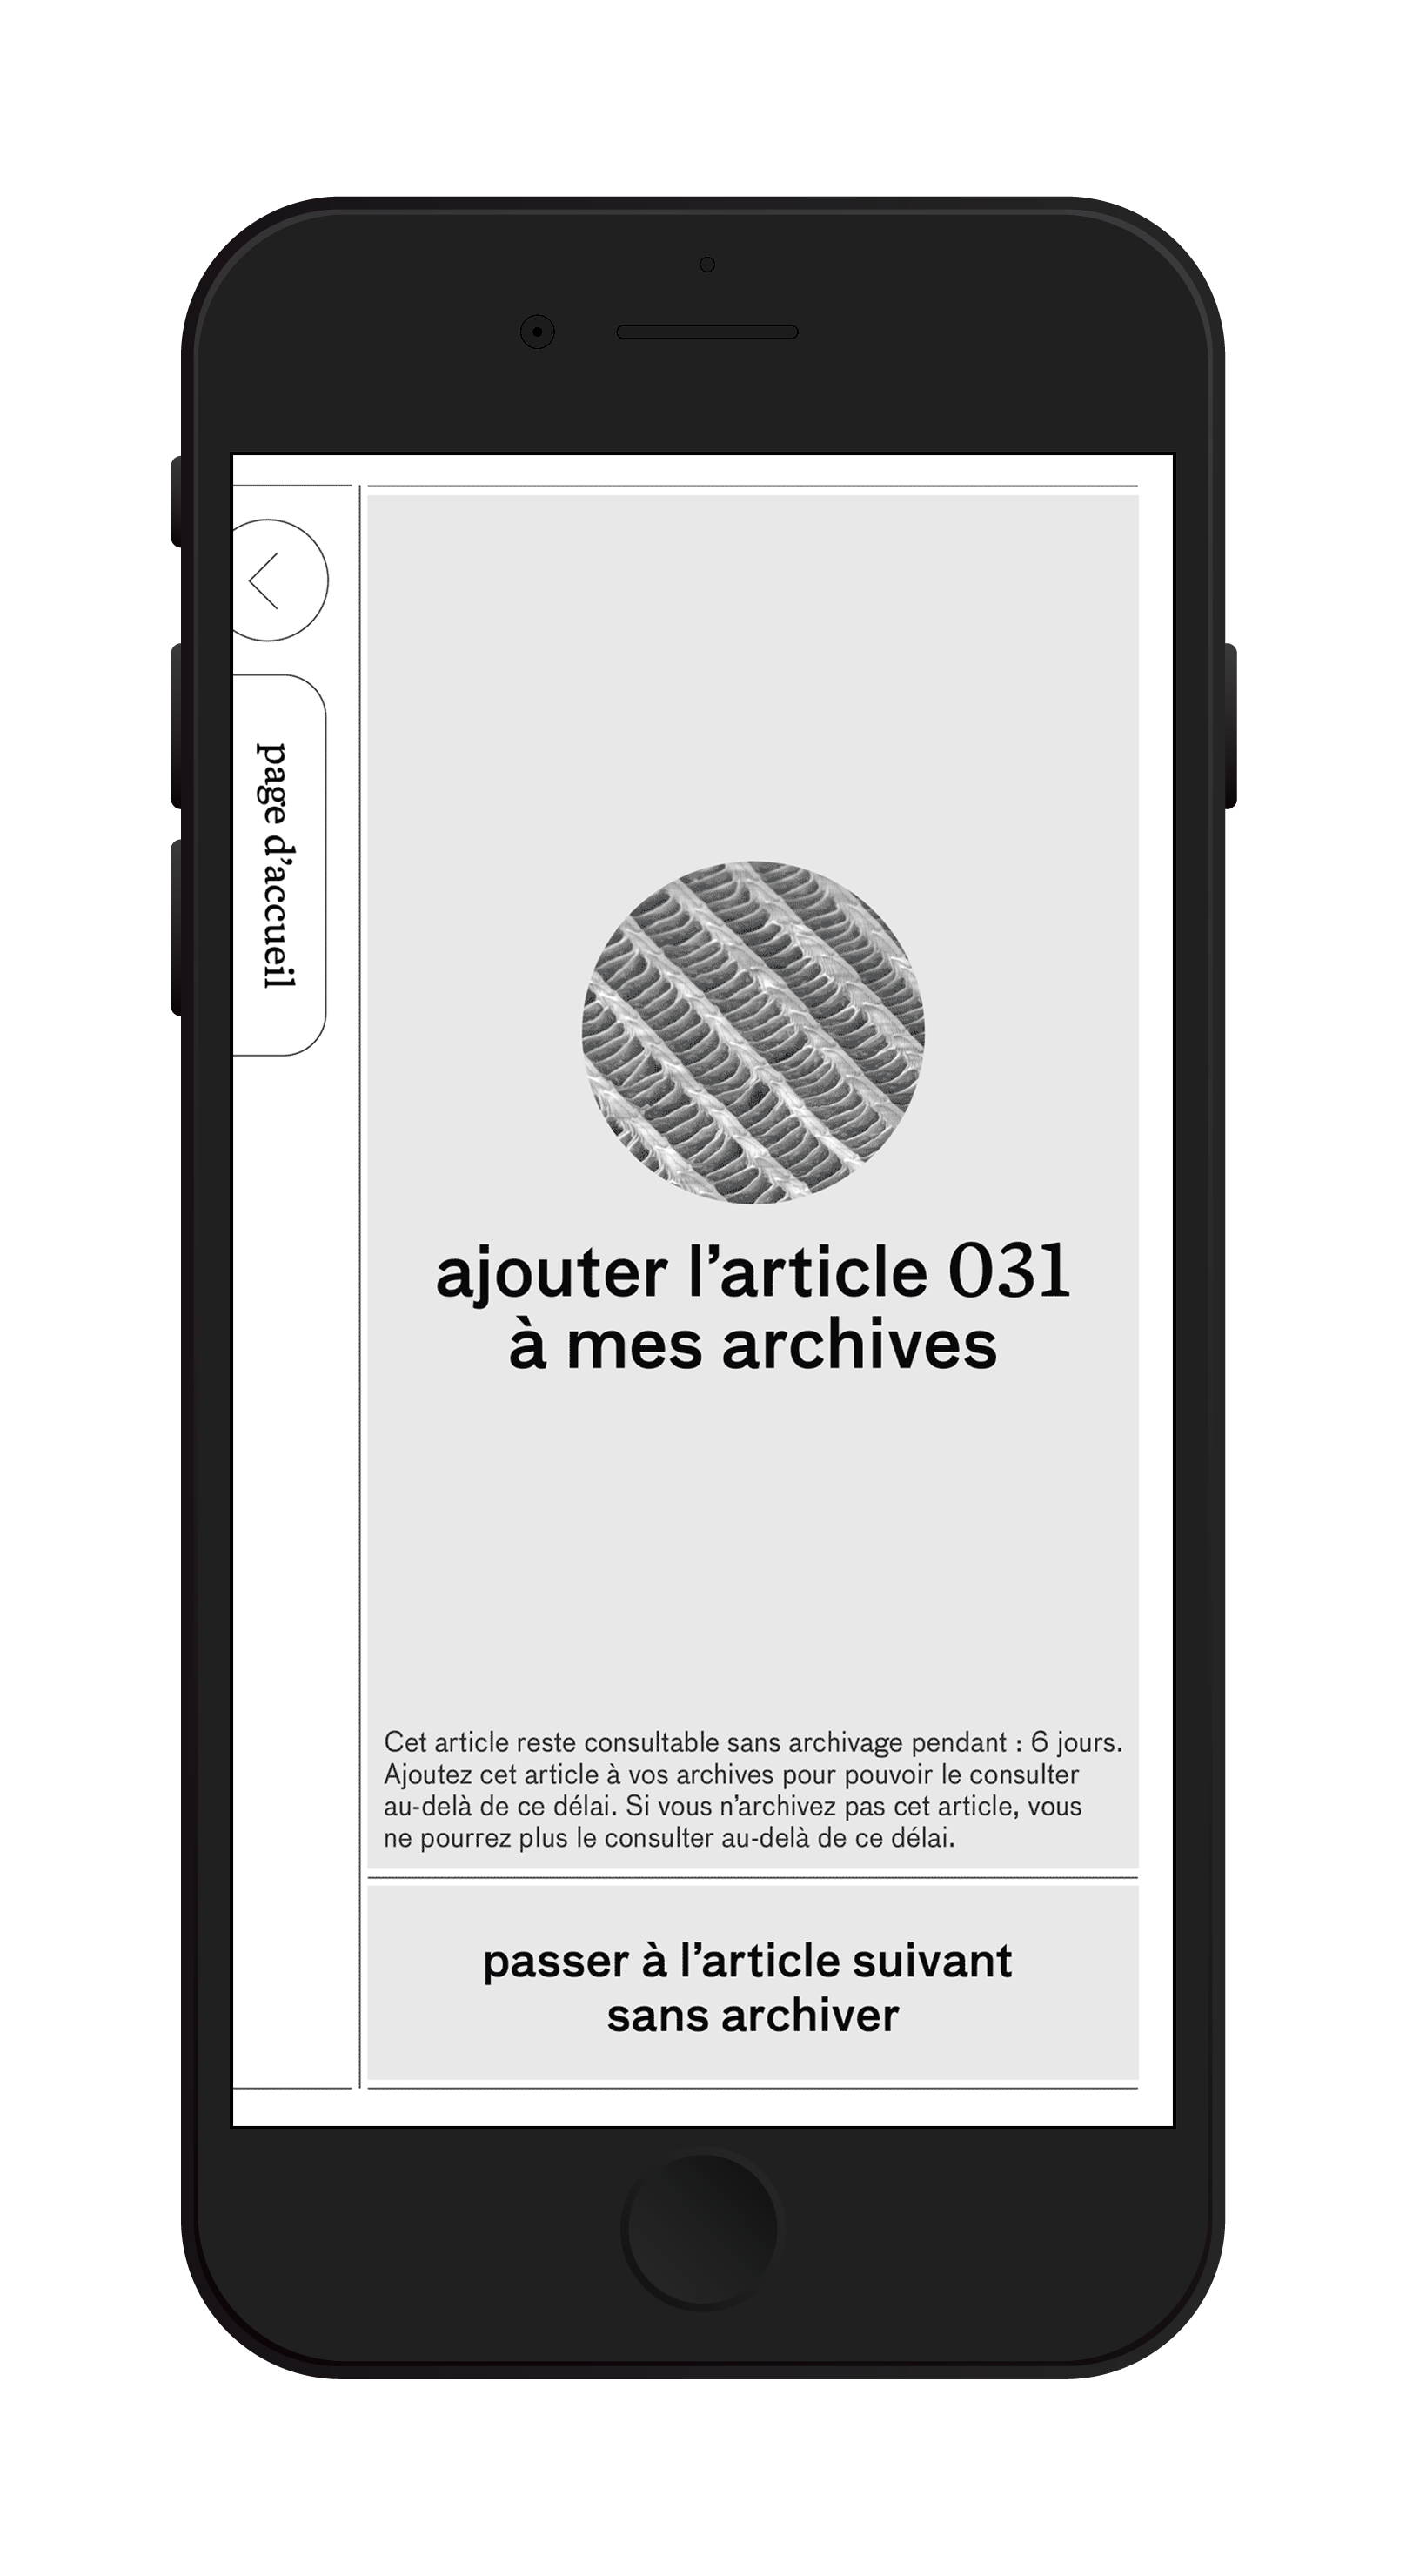 page d’accueil
ajouter l’article 031
à mes archives
Cet article reste consultable sans archivage pendant : 6 jours.
Ajoutez cet article à vos archives pour pouvoir le consulter
au-delà de ce délai. Si vous n’archivez pas cet article, vous
ne pourrez plus le consulter au-delà de ce délai.
passer à l’article suivant
sans archiver